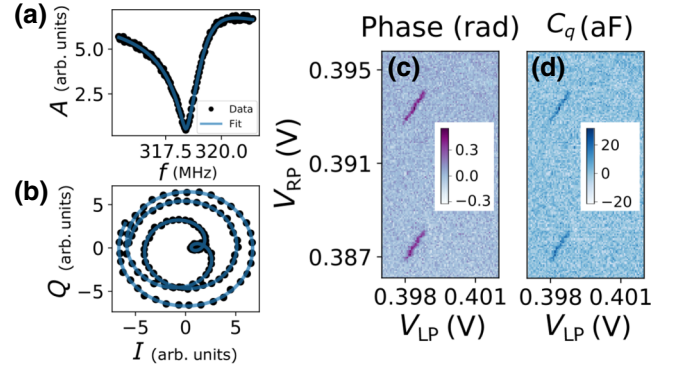 (a)
A (arb. units)
5.0
2.5
Data
Fit
317.5 320.0
f (MHz)
(b)
Q (arb. units)
5
0
−5
−5 0 5
I (arb. units)
Phase (rad)
(c)
V_RP (V)
0.395
0.391
0.387
0.3
0.0
−0.3
0.398 0.401
V_LP (V)
C_q (aF)
(d)
20
0
−20
0.398 0.401
V_LP (V)